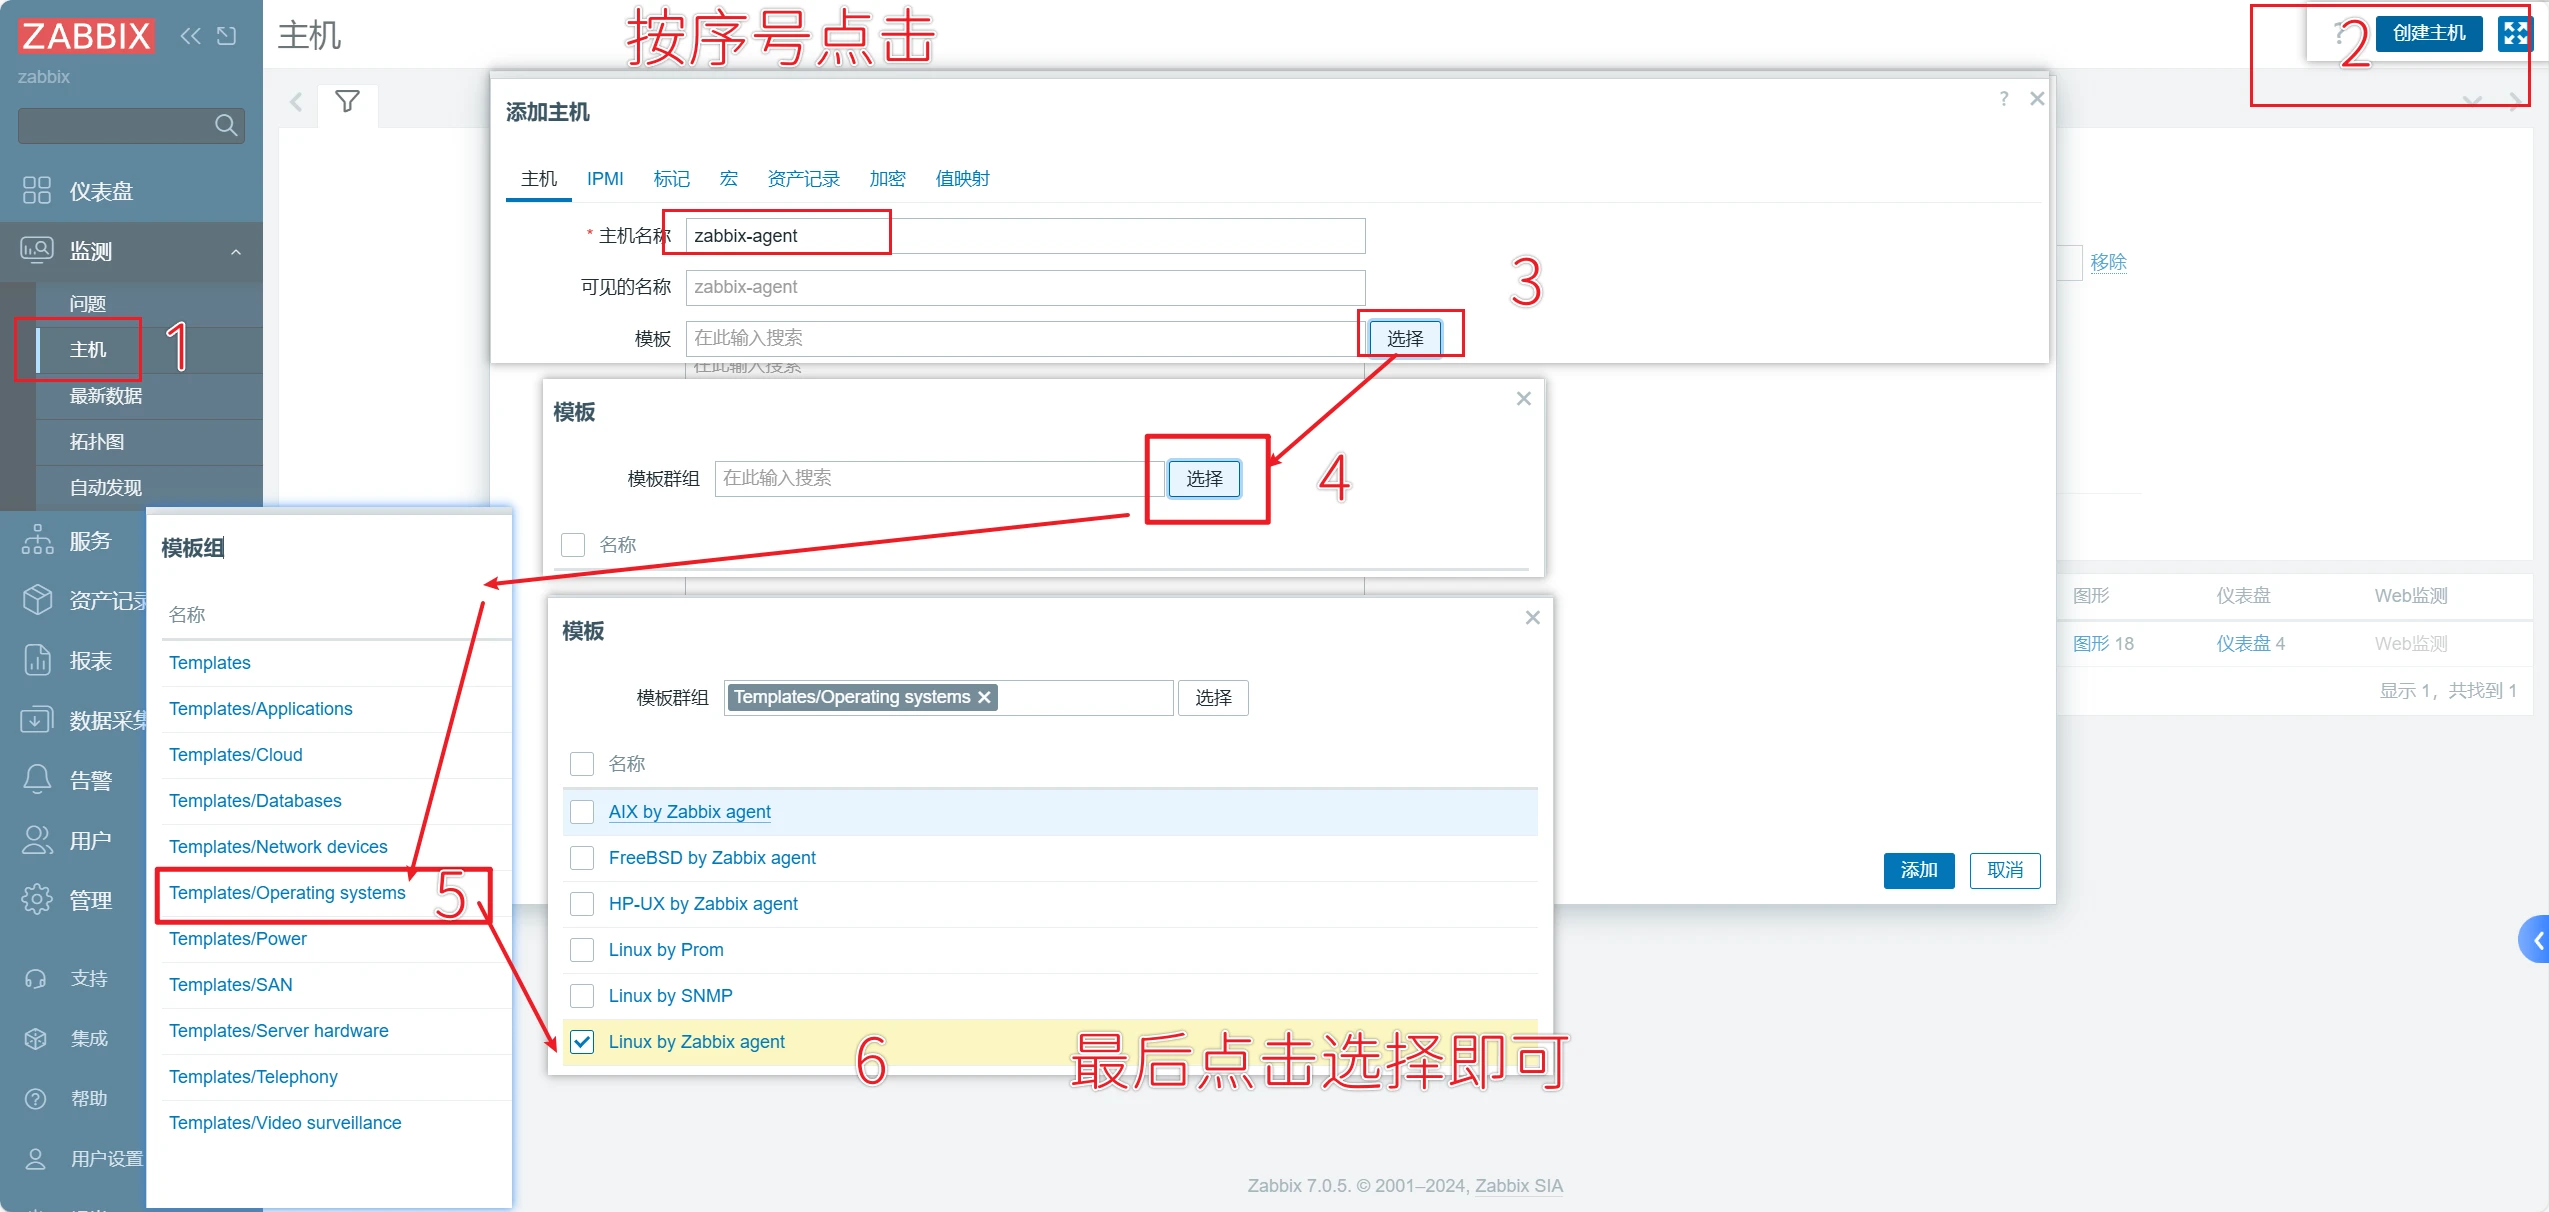 ZABBIX
zabbix
仪表盘
监测
问题
主机
1
最新数据
拓扑图
自动发现
服务
资产记录
报表
数据采集
告警
用户
管理
支持
集成
帮助
用户设置
主机
按序号点击
? 2 创建主机
添加主机
?
主机 IPMI 标记 宏 资产记录 加密 值映射
* 主机名称 zabbix-agent
可见的名称 zabbix-agent
3
模板 在此输入搜索 选择
在此输入搜索
移除
模板
模板群组 在此输入搜索 选择
4
名称
模板组
名称
Templates
Templates/Applications
Templates/Cloud
Templates/Databases
Templates/Network devices
Templates/Operating systems
5
Templates/Power
Templates/SAN
Templates/Server hardware
Templates/Telephony
Templates/Video surveillance
模板
模板群组 Templates/Operating systems 选择
名称
AIX by Zabbix agent
FreeBSD by Zabbix agent
HP-UX by Zabbix agent
Linux by Prom
Linux by SNMP
Linux by Zabbix agent
6
最后点击选择即可
添加 取消
图形 仪表盘 Web监测
图形 18 仪表盘 4 Web监测
显示 1，共找到 1
Zabbix 7.0.5. © 2001–2024, Zabbix SIA